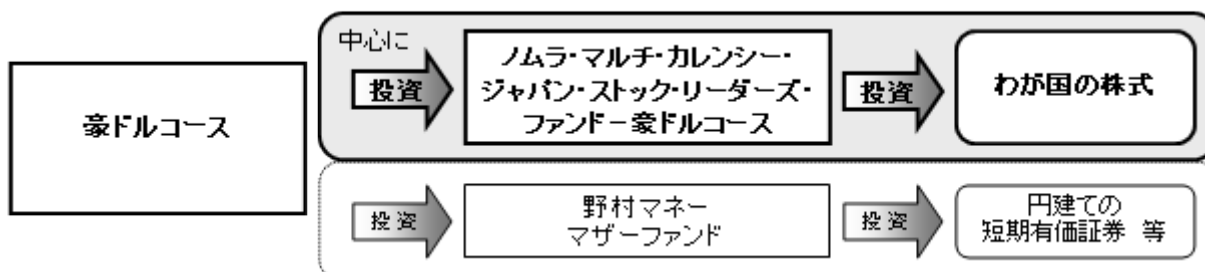 豪ドルコース
中心に
投資
ノムラ・マルチ・カレンシー・
ジャパン・ストック・リーダーズ・
ファンド－豪ドルコース
投資
わが国の株式
投資
野村マネー
マザーファンド
投資
円建ての
短期有価証券 等